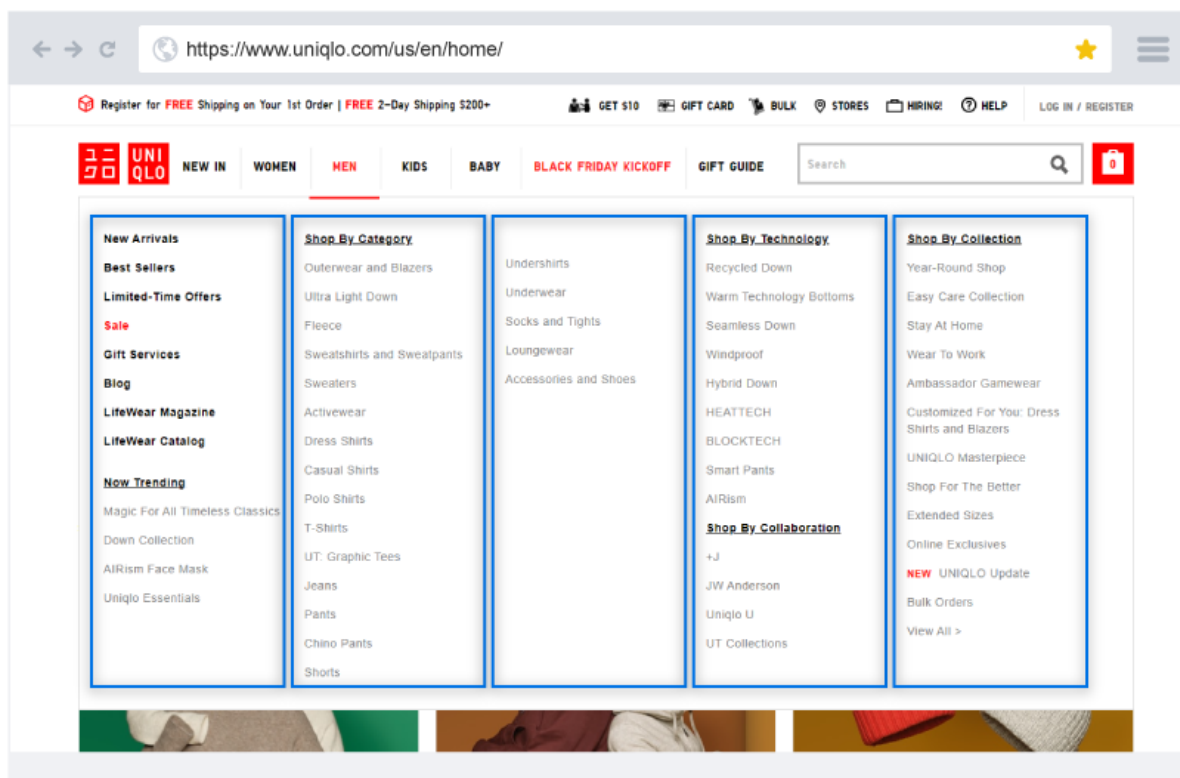 https://www.uniqlo.com/us/en/home/
Register for FREE Shipping on Your 1st Order | FREE 2-Day Shipping $200+
GET $10
GIFT CARD
BULK
STORES
HIRING!
HELP
LOG IN / REGISTER
ユニ
クロ
UNI
QLO
NEW IN
WOMEN
MEN
KIDS
BABY
BLACK FRIDAY KICKOFF
GIFT GUIDE
Search
0
New Arrivals
Best Sellers
Limited-Time Offers
Sale
Gift Services
Blog
LifeWear Magazine
LifeWear Catalog
Now Trending
Magic For All Timeless Classics
Down Collection
AIRism Face Mask
Uniqlo Essentials
Shop By Category
Outerwear and Blazers
Ultra Light Down
Fleece
Sweatshirts and Sweatpants
Sweaters
Activewear
Dress Shirts
Casual Shirts
Polo Shirts
T-Shirts
UT: Graphic Tees
Jeans
Pants
Chino Pants
Shorts
Undershirts
Underwear
Socks and Tights
Loungewear
Accessories and Shoes
Shop By Technology
Recycled Down
Warm Technology Bottoms
Seamless Down
Windproof
Hybrid Down
HEATTECH
BLOCKTECH
Smart Pants
AIRism
Shop By Collaboration
+J
JW Anderson
Uniqlo U
UT Collections
Shop By Collection
Year-Round Shop
Easy Care Collection
Stay At Home
Wear To Work
Ambassador Gamewear
Customized For You: Dress
Shirts and Blazers
UNIQLO Masterpiece
Shop For The Better
Extended Sizes
Online Exclusives
NEW UNIQLO Update
Bulk Orders
View All >